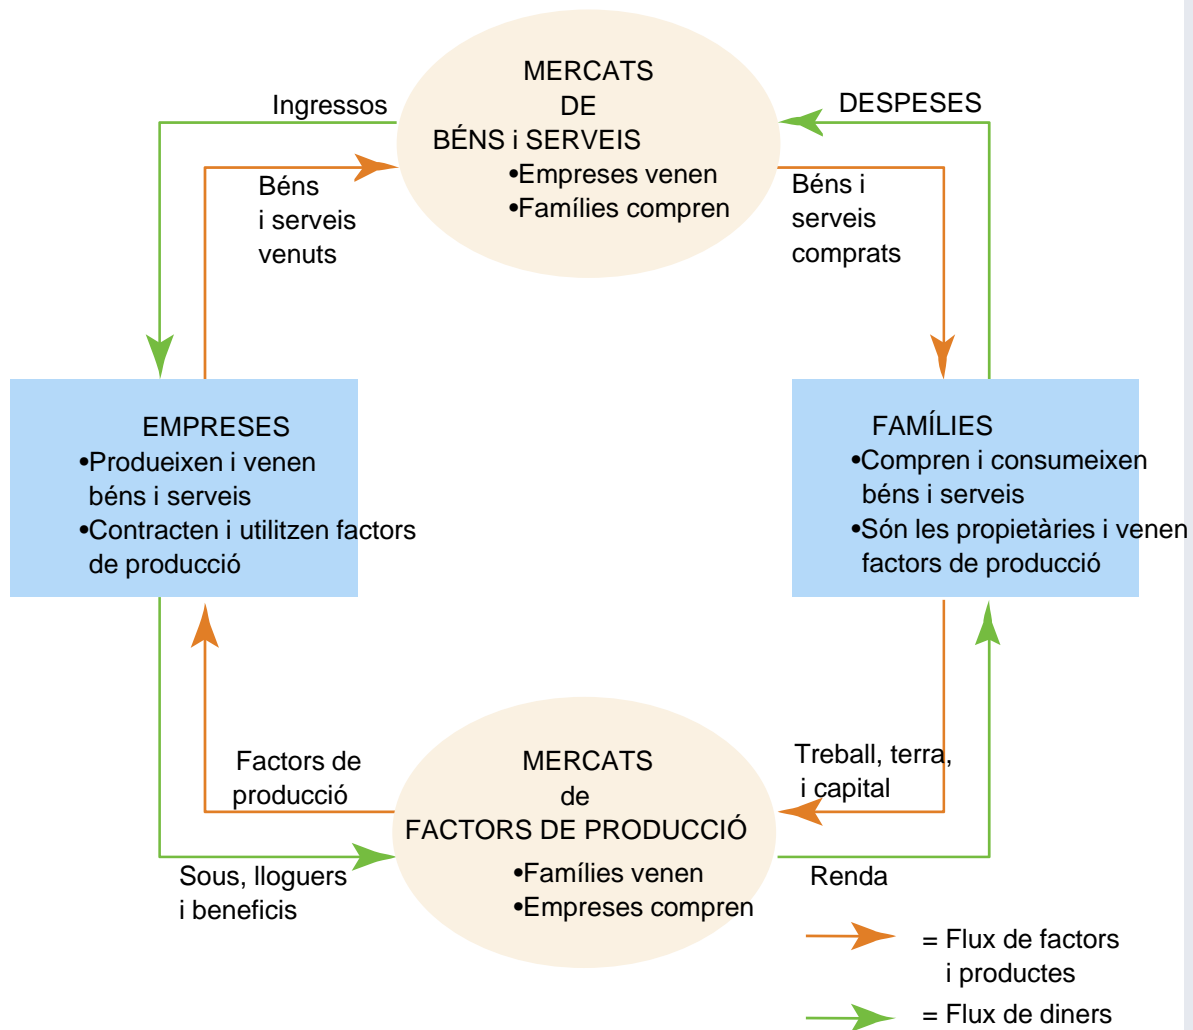 MERCATS
DE
BÉNS i SERVEIS
•Empreses venen
•Famílies compren
Ingressos
DESPESES
Béns
i serveis
venuts
Béns i
serveis
comprats
EMPRESES
•Produeixen i venen
béns i serveis
•Contracten i utilitzen factors
de producció
FAMÍLIES
•Compren i consumeixen
béns i serveis
•Són les propietàries i venen
factors de producció
Factors de
producció
MERCATS
de
FACTORS DE PRODUCCIÓ
•Famílies venen
•Empreses compren
Treball, terra,
i capital
Sous, lloguers
i beneficis
Renda
= Flux de factors
i productes
= Flux de diners